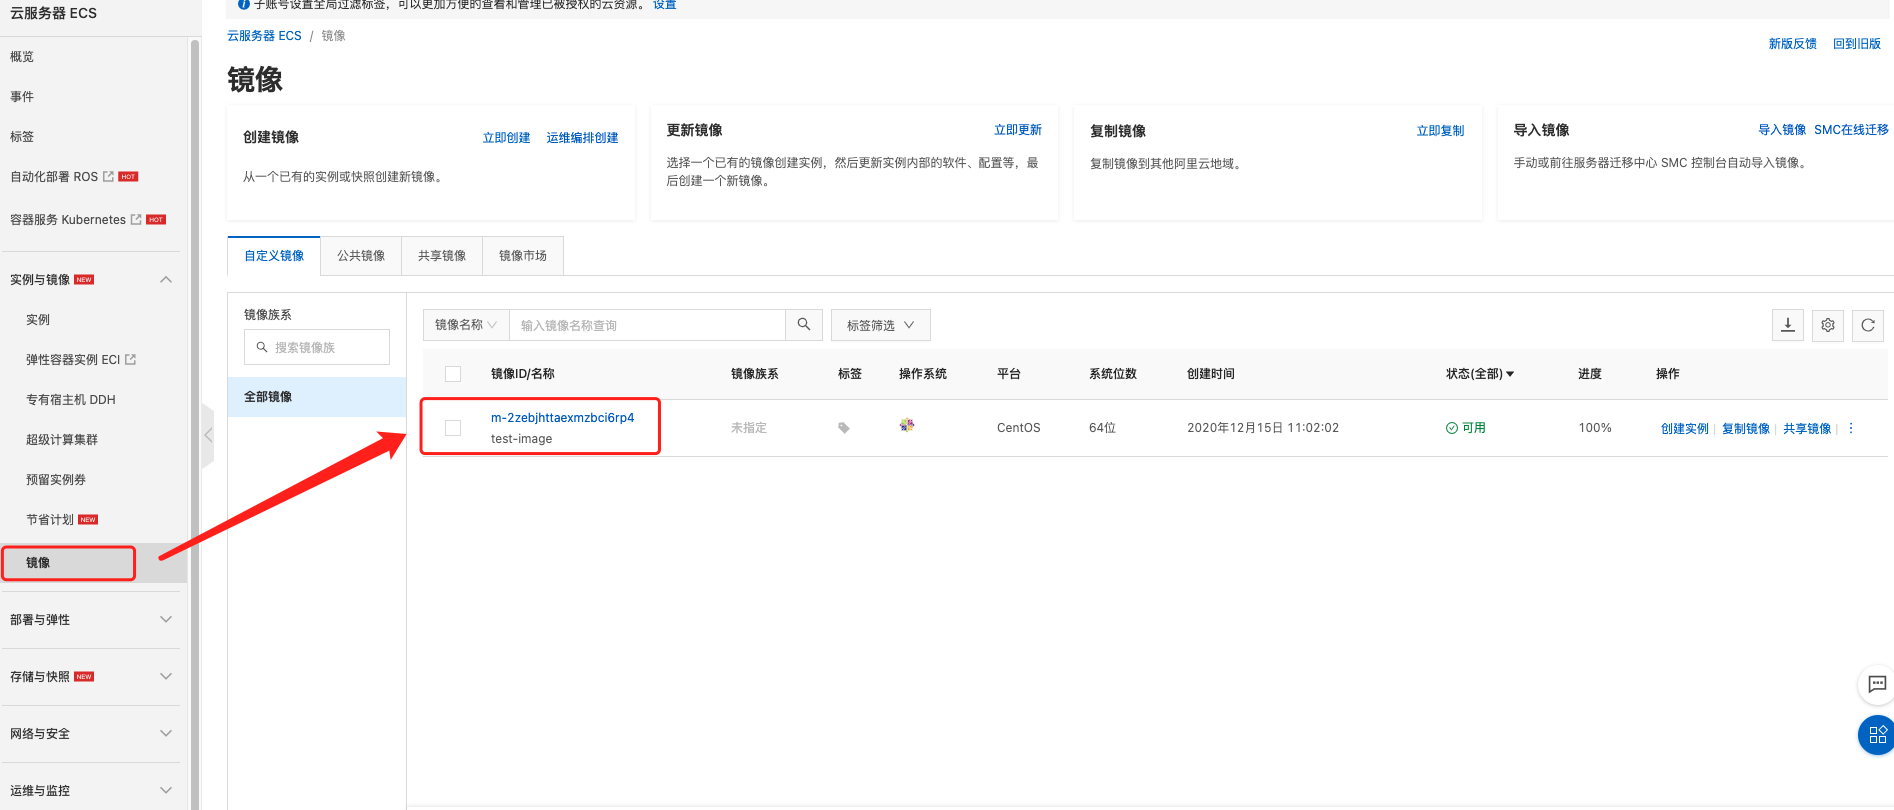 云服务器 ECS
概览
事件
标签
自动化部署 ROS HOT
容器服务 Kubernetes HOT
实例与镜像 NEW
实例
弹性容器实例 ECI
专有宿主机 DDH
超级计算集群
预留实例券
节省计划 NEW
镜像
部署与弹性
存储与快照 NEW
网络与安全
运维与监控
子账号设置全局过滤标签，可以更加方便的查看和管理已被授权的云资源。 设置
云服务器 ECS / 镜像
新版反馈 回到旧版
镜像
创建镜像 立即创建 运维编排创建
从一个已有的实例或快照创建新镜像。
更新镜像 立即更新
选择一个已有的镜像创建实例，然后更新实例内部的软件、配置等，最
后创建一个新镜像。
复制镜像 立即复制
复制镜像到其他阿里云地域。
导入镜像 导入镜像 SMC在线迁移
手动或前往服务器迁移中心 SMC 控制台自动导入镜像。
自定义镜像 公共镜像 共享镜像 镜像市场
镜像族系
搜索镜像族
全部镜像
镜像名称 输入镜像名称查询 标签筛选
镜像ID/名称 镜像族系 标签 操作系统 平台 系统位数 创建时间 状态(全部) 进度 操作
m-2zebjhttaexmzbci6rp4
test-image
未指定 CentOS 64位 2020年12月15日 11:02:02 可用 100% 创建实例 | 复制镜像 | 共享镜像 |